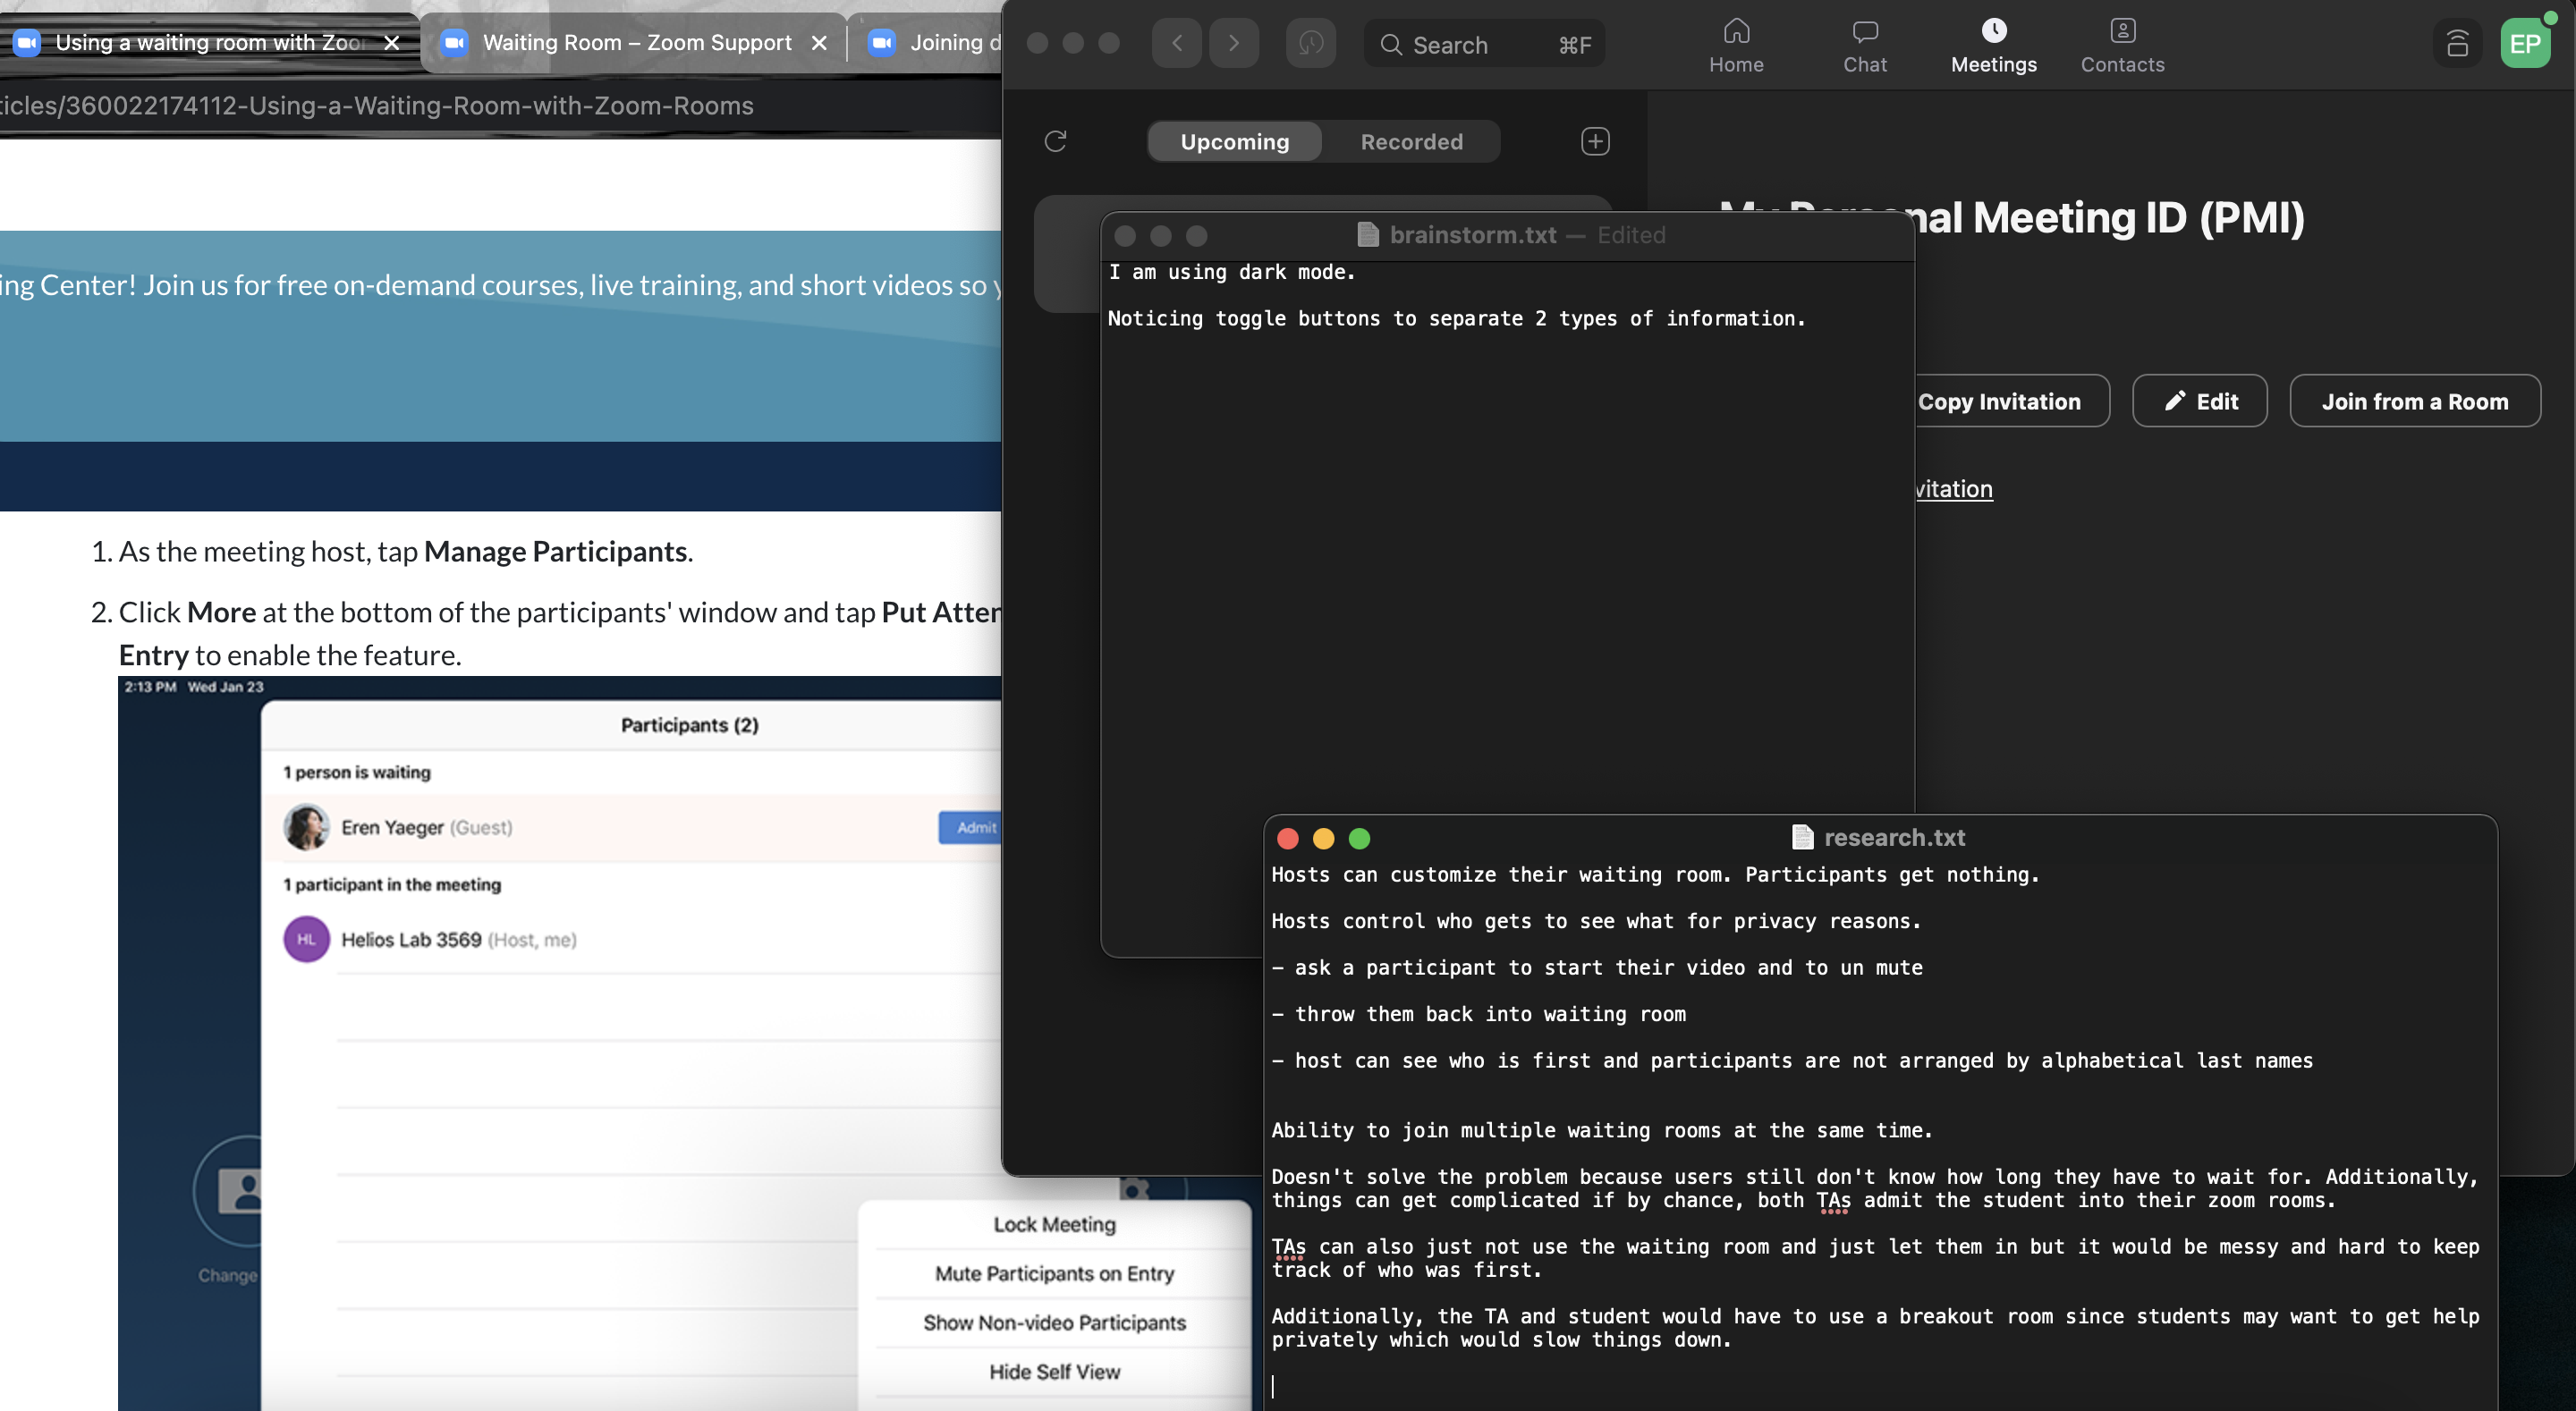 Using a waiting room with Zoo
Waiting Room – Zoom Support
Joining d
ticles/360022174112-Using-a-Waiting-Room-with-Zoom-Rooms
ing Center! Join us for free on-demand courses, live training, and short videos so y
1. As the meeting host, tap Manage Participants.
2. Click More at the bottom of the participants' window and tap Put Atten
Entry to enable the feature.
2:13 PM Wed Jan 23
Participants (2)
1 person is waiting
Eren Yaeger (Guest)
Admit
1 participant in the meeting
HL
Helios Lab 3569 (Host, me)
Change
Lock Meeting
Mute Participants on Entry
Show Non-video Participants
Hide Self View
Search ⌘F
Home
Chat
Meetings
Contacts
EP
Upcoming
Recorded
My Personal Meeting ID (PMI)
Copy Invitation
Edit
Join from a Room
vitation
brainstorm.txt — Edited
I am using dark mode.
Noticing toggle buttons to separate 2 types of information.
research.txt
Hosts can customize their waiting room. Participants get nothing.
Hosts control who gets to see what for privacy reasons.
- ask a participant to start their video and to un mute
- throw them back into waiting room
- host can see who is first and participants are not arranged by alphabetical last names
Ability to join multiple waiting rooms at the same time.
Doesn't solve the problem because users still don't know how long they have to wait for. Additionally,
things can get complicated if by chance, both TAs admit the student into their zoom rooms.
TAs can also just not use the waiting room and just let them in but it would be messy and hard to keep
track of who was first.
Additionally, the TA and student would have to use a breakout room since students may want to get help
privately which would slow things down.